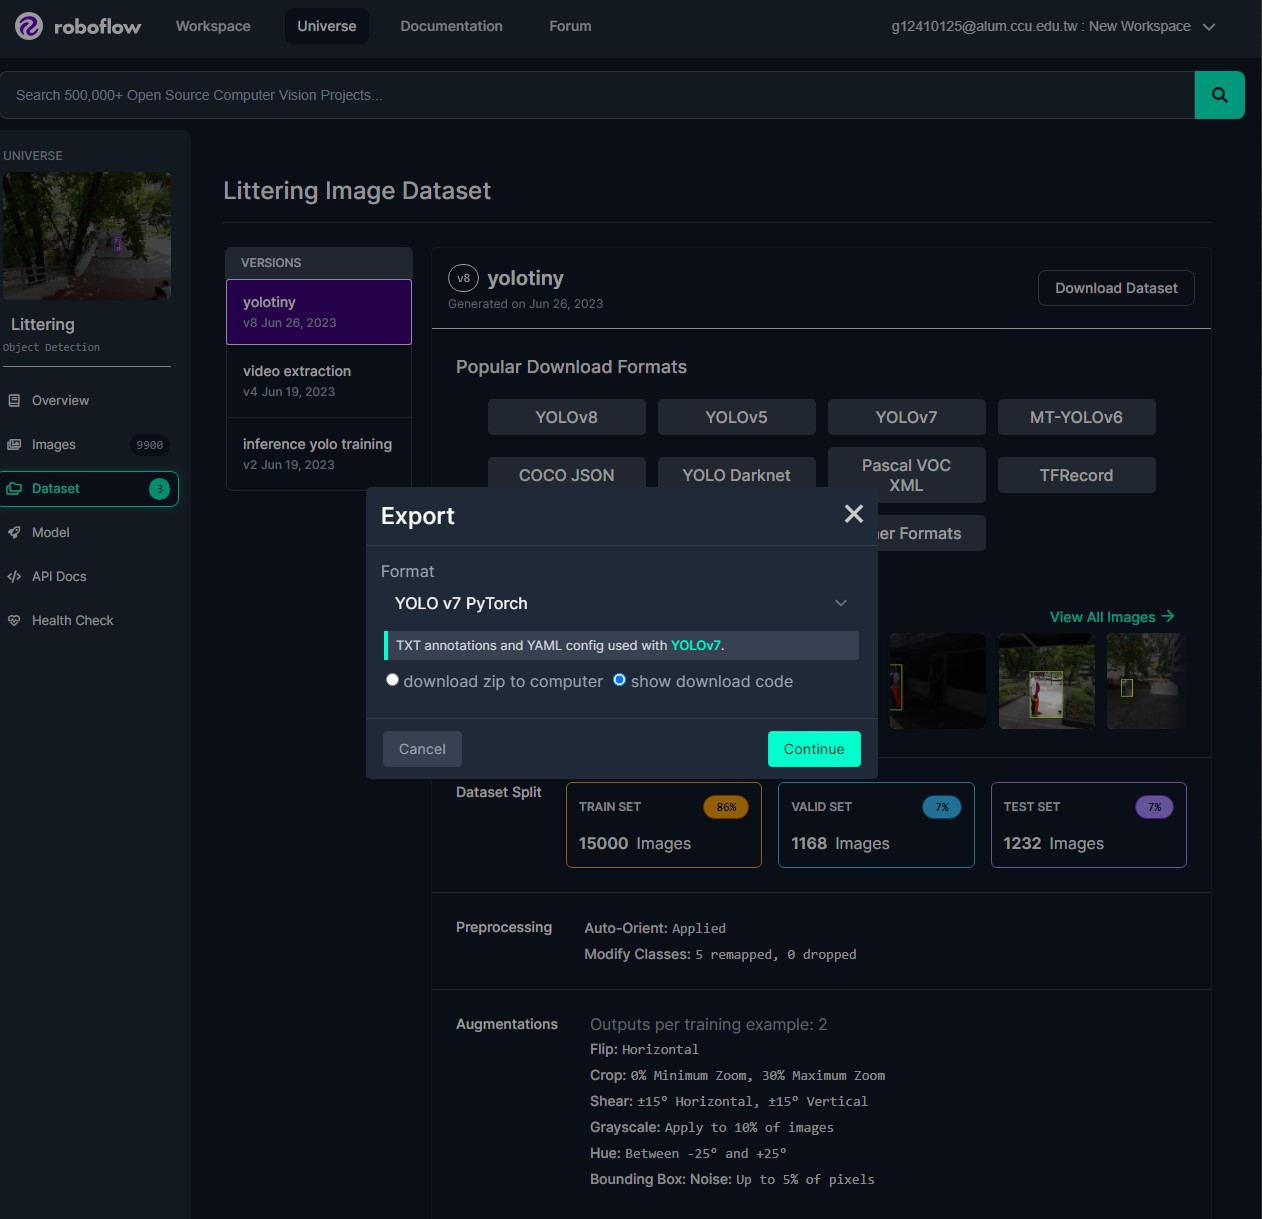 roboflow
Workspace
Universe
Documentation
Forum
g12410125@alum.ccu.edu.tw : New Workspace
Search 500,000+ Open Source Computer Vision Projects...
UNIVERSE
Littering
Object Detection
Overview
Images 9900
Dataset 3
Model
API Docs
Health Check
Littering Image Dataset
VERSIONS
yolotiny
v8 Jun 26, 2023
video extraction
v4 Jun 19, 2023
inference yolo training
v2 Jun 19, 2023
v8 yolotiny
Generated on Jun 26, 2023
Download Dataset
Popular Download Formats
YOLOv8
YOLOv5
YOLOv7
MT-YOLOv6
COCO JSON
YOLO Darknet
Pascal VOC
XML
TFRecord
er Formats
Export
Format
YOLO v7 PyTorch
TXT annotations and YAML config used with YOLOv7.
download zip to computer
show download code
Cancel
Continue
View All Images
Dataset Split
TRAIN SET 86%
15000 Images
VALID SET 7%
1168 Images
TEST SET 7%
1232 Images
Preprocessing
Auto-Orient: Applied
Modify Classes: 5 remapped, 0 dropped
Augmentations
Outputs per training example: 2
Flip: Horizontal
Crop: 0% Minimum Zoom, 30% Maximum Zoom
Shear: ±15° Horizontal, ±15° Vertical
Grayscale: Apply to 10% of images
Hue: Between -25° and +25°
Bounding Box: Noise: Up to 5% of pixels